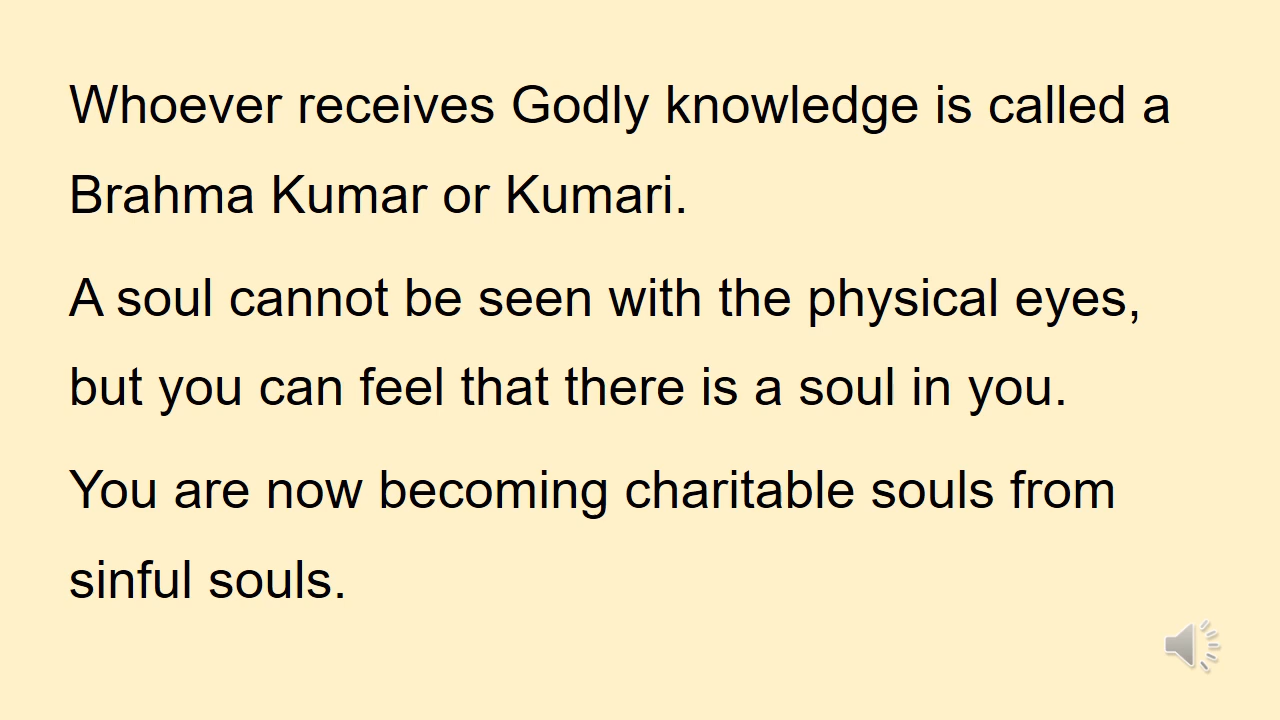 Whoever receives Godly knowledge is called a
Brahma Kumar or Kumari.
A soul cannot be seen with the physical eyes,
but you can feel that there is a soul in you.
You are now becoming charitable souls from
sinful souls.